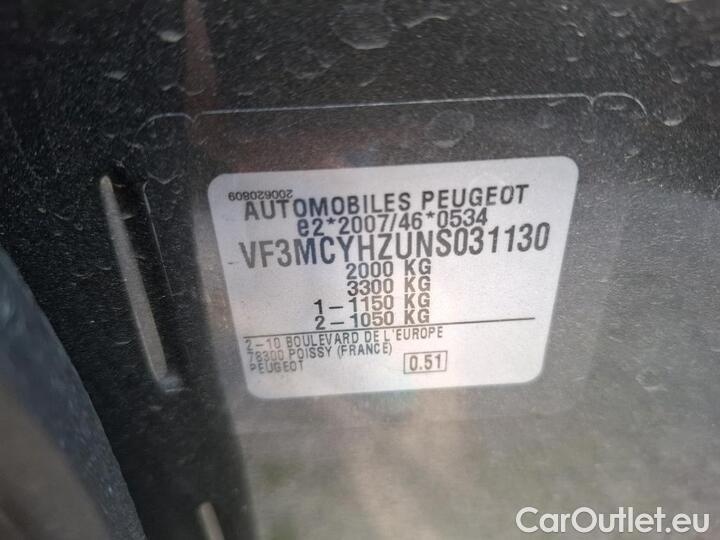 200620809
AUTOMOBILES PEUGEOT
e2*2007/46*0534
VF3MCYHZUNS031130
2000 KG
3300 KG
1-1150 KG
2-1050 KG
2-10 BOULEVARD DE L'EUROPE
78300 POISSY (FRANCE)
PEUGEOT 0.51
CarOutlet.eu